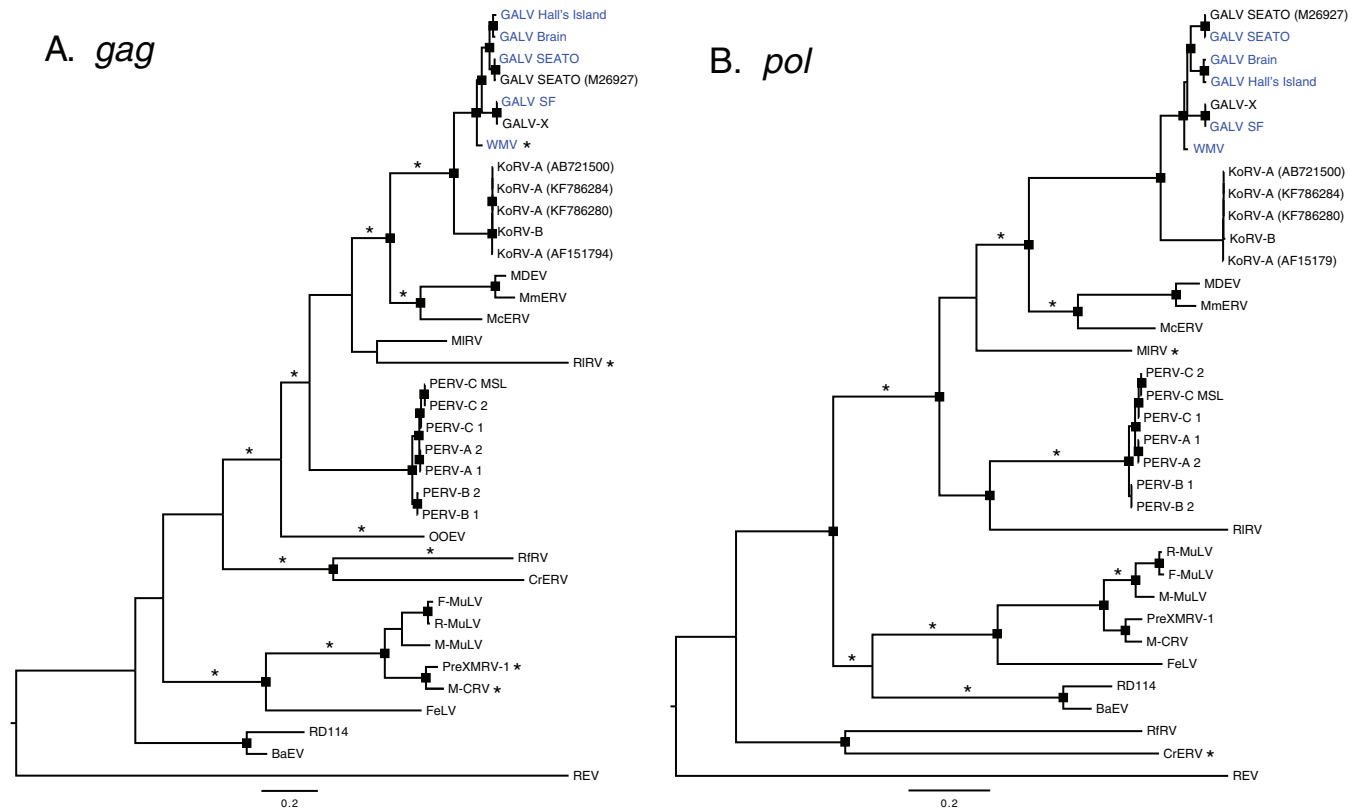 A. gag
GALV Hall's Island
GALV Brain
GALV SEATO
GALV SEATO (M26927)
GALV SF
GALV-X
WMV *
*
KoRV-A (AB721500)
KoRV-A (KF786284)
KoRV-A (KF786280)
KoRV-B
KoRV-A (AF151794)
*
MDEV
*
MmERV
McERV
MlRV
RlRV *
*
PERV-C MSL
PERV-C 2
PERV-C 1
PERV-A 2
PERV-A 1
*
PERV-B 2
PERV-B 1
*
OOEV
*
RfRV
*
CrERV
F-MuLV
R-MuLV
M-MuLV
*
PreXMRV-1 *
*
M-CRV *
FeLV
RD114
BaEV
REV
0.2
B. pol
GALV SEATO (M26927)
GALV SEATO
GALV Brain
GALV Hall's Island
GALV-X
GALV SF
WMV
KoRV-A (AB721500)
KoRV-A (KF786284)
KoRV-A (KF786280)
KoRV-B
*
KoRV-A (AF15179)
MDEV
*
MmERV
McERV
MlRV *
PERV-C 2
*
PERV-C MSL
PERV-C 1
PERV-A 1
*
PERV-A 2
PERV-B 1
PERV-B 2
RlRV
R-MuLV
*
F-MuLV
M-MuLV
PreXMRV-1
*
M-CRV
*
FeLV
*
RD114
BaEV
RfRV
CrERV *
REV
0.2